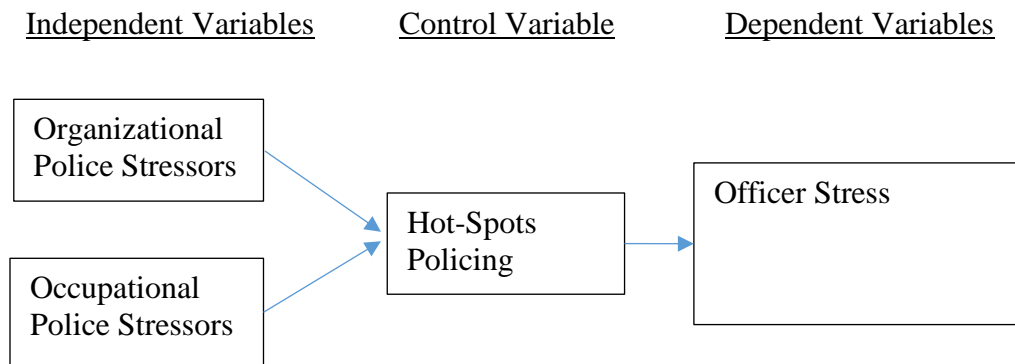 Independent Variables
Control Variable
Dependent Variables
Organizational
Police Stressors
Occupational
Police Stressors
Hot-Spots
Policing
Officer Stress